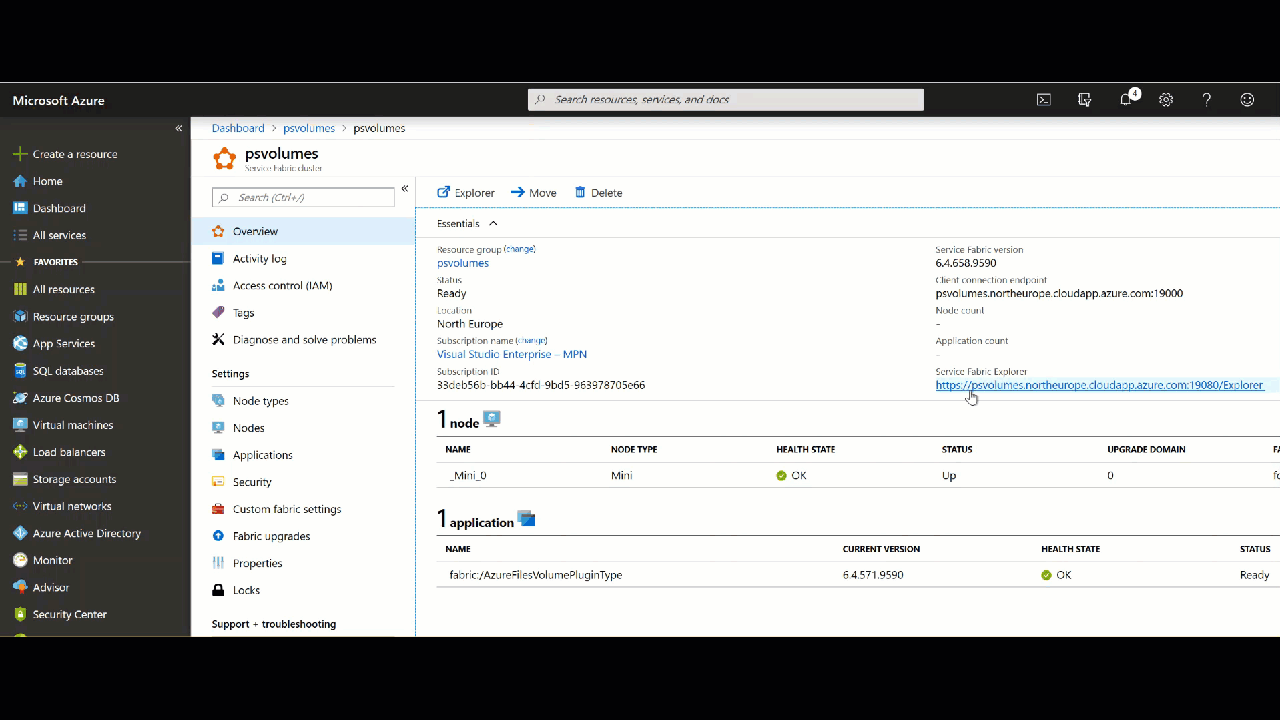 Microsoft Azure
Search resources, services, and docs
4
«
Dashboard > psvolumes > psvolumes
psvolumes
Service Fabric cluster
Create a resource
Home
Dashboard
All services
FAVORITES
All resources
Resource groups
App Services
SQL databases
Azure Cosmos DB
Virtual machines
Load balancers
Storage accounts
Virtual networks
Azure Active Directory
Monitor
Advisor
Security Center
Search (Ctrl+/)
«
Overview
Activity log
Access control (IAM)
Tags
Diagnose and solve problems
Settings
Node types
Nodes
Applications
Security
Custom fabric settings
Fabric upgrades
Properties
Locks
Support + troubleshooting
Explorer Move Delete
Essentials
Resource group (change)
psvolumes
Status
Ready
Location
North Europe
Subscription name (change)
Visual Studio Enterprise – MPN
Subscription ID
33deb56b-bb44-4cfd-9bd5-963978705e66
Service Fabric version
6.4.658.9590
Client connection endpoint
psvolumes.northeurope.cloudapp.azure.com:19000
Node count
-
Application count
-
Service Fabric Explorer
https://psvolumes.northeurope.cloudapp.azure.com:19080/Explorer
1 node
NAME NODE TYPE HEALTH STATE STATUS UPGRADE DOMAIN FA
_Mini_0 Mini OK Up 0 fc
1 application
NAME CURRENT VERSION HEALTH STATE STATUS
fabric:/AzureFilesVolumePluginType 6.4.571.9590 OK Ready